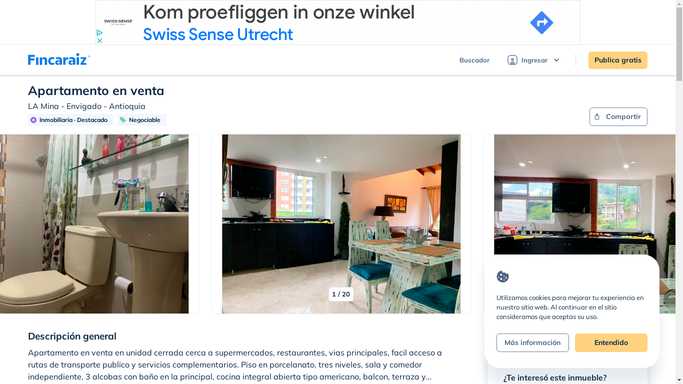 Kom proefliggen in onze winkel
SWISS SENSE
Swiss Sense Utrecht
Fincaraiz
Buscador
Ingresar
Publica gratis
Apartamento en venta
LA Mina - Envigado - Antioquia
Inmobiliaria · Destacado
Negociable
Compartir
1 / 20
Utilizamos cookies para mejorar tu experiencia en
nuestro sitio web. Al continuar en el sitio
consideramos que aceptas su uso.
Más información
Entendido
Descripción general
Apartamento en venta en unidad cerrada cerca a supermercados, restaurantes, vias principales, facil acceso a
rutas de transporte publico y servicios complementarios. Piso en porcelanato, tres niveles, sala y comedor
independiente, 3 alcobas con baño en la principal, cocina integral abierta tipo americano, balcon, terraza y...
¿Te interesó este inmueble?